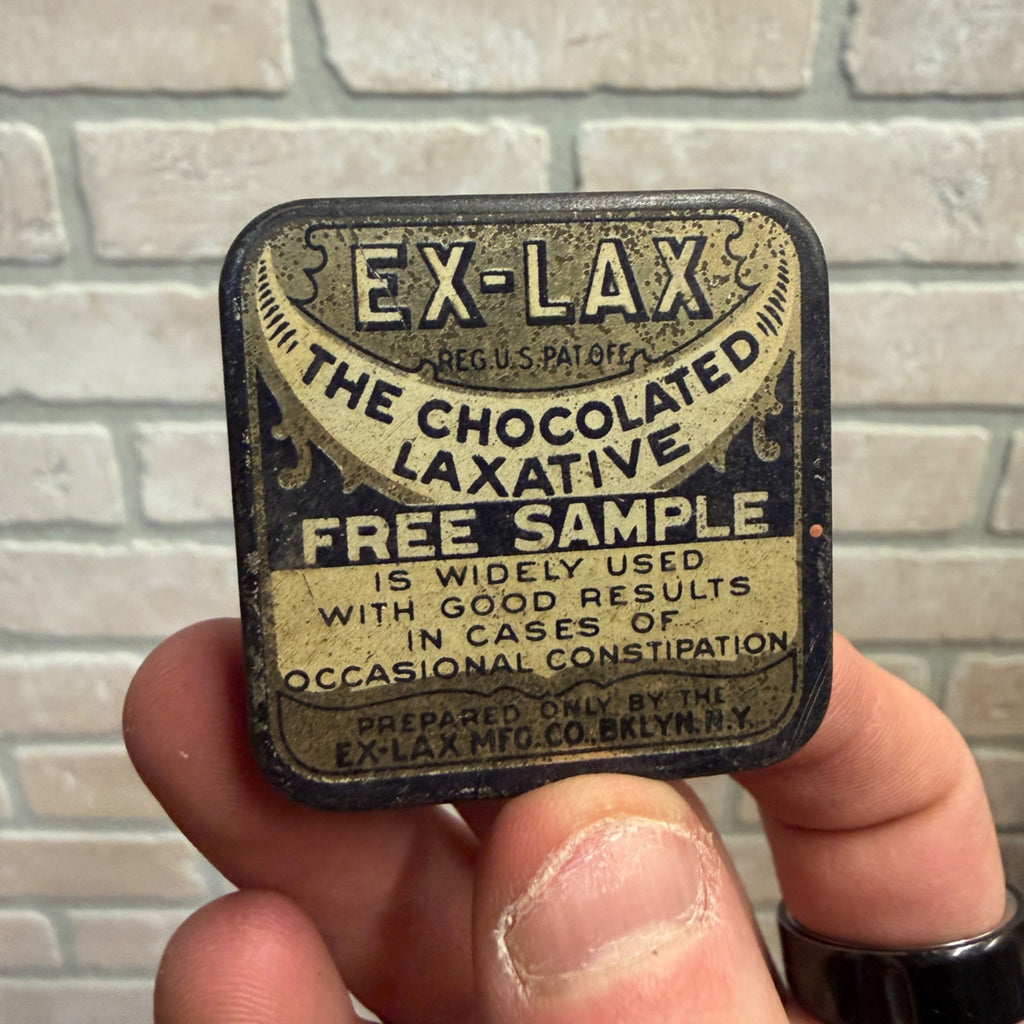 EX-LAX
REG.U.S.PAT.OFF.
THE CHOCOLATED
LAXATIVE
FREE SAMPLE
IS WIDELY USED
WITH GOOD RESULTS
IN CASES OF
OCCASIONAL CONSTIPATION
PREPARED ONLY BY THE
EX-LAX MFG.CO.BKLYN.N.Y.